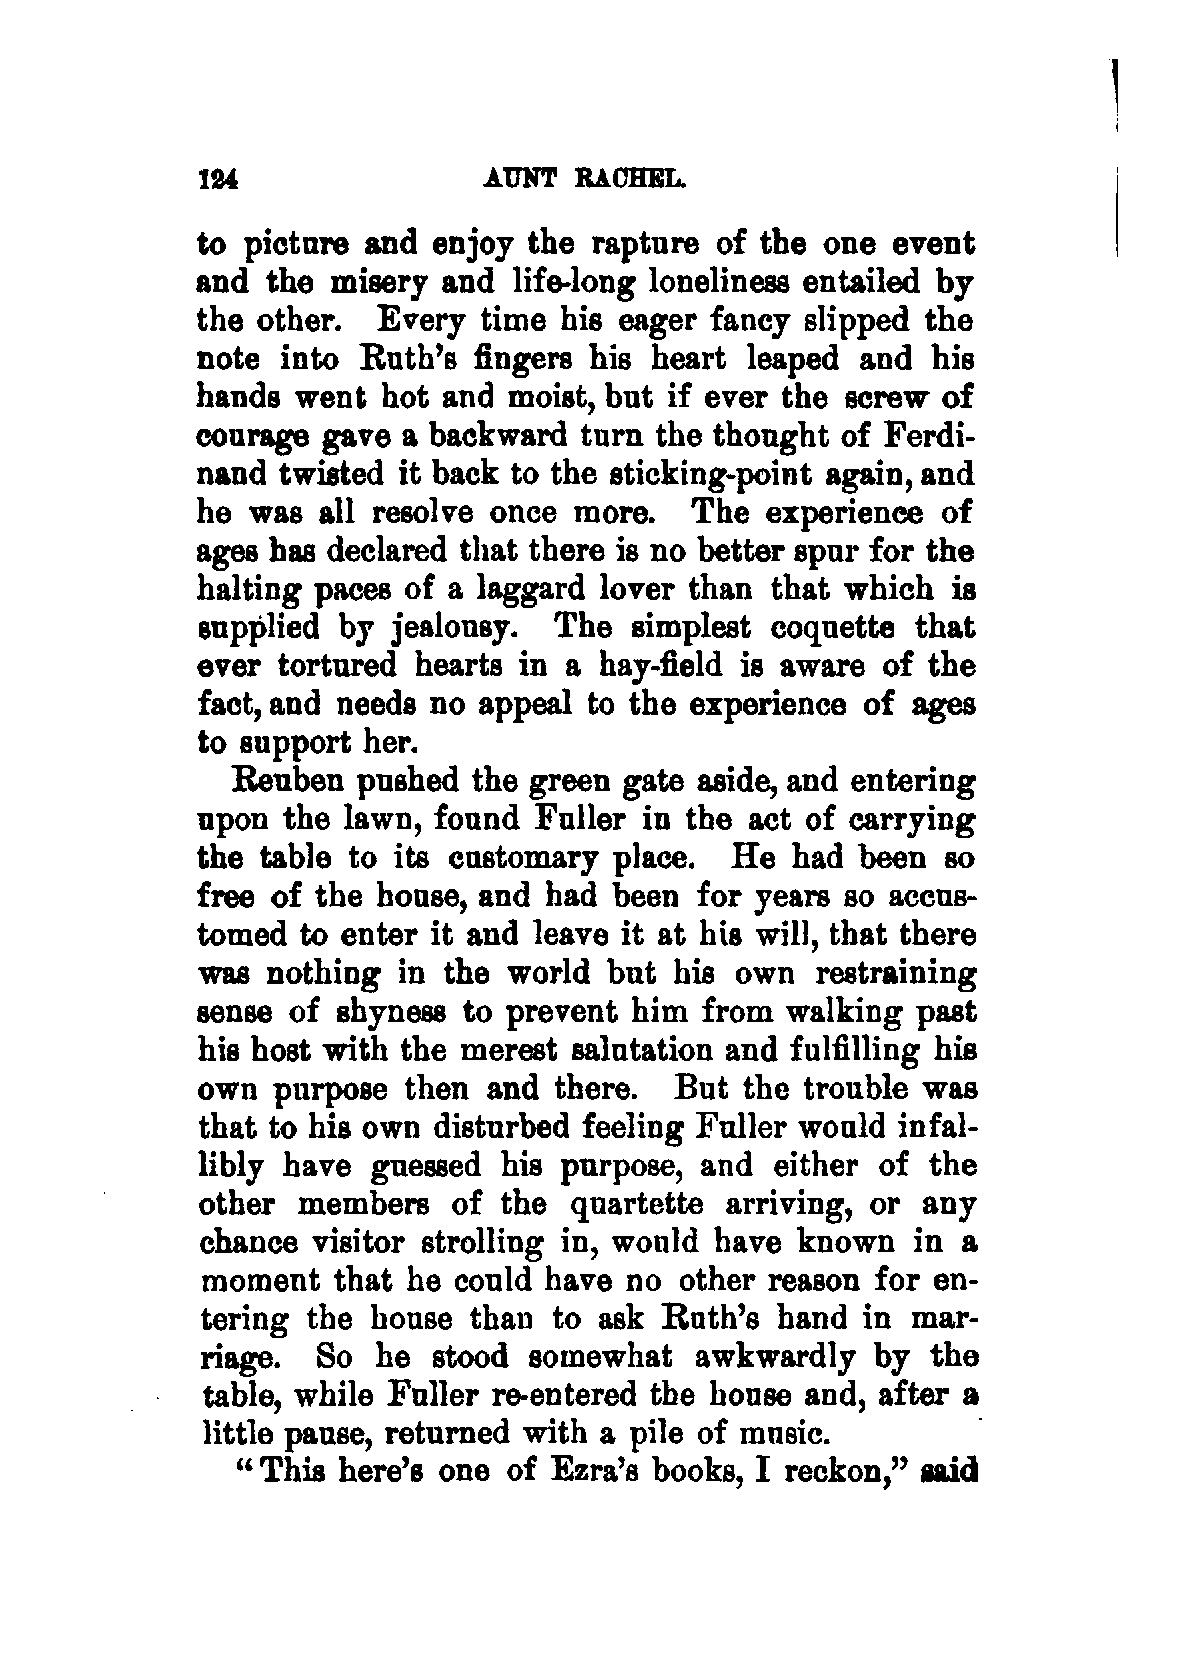 124 AUNT RACHEL.
to picture and enjoy the rapture of the one event
and the misery and life-long loneliness entailed by
the other. Every time his eager fancy slipped the
note into Ruth's fingers his heart leaped and his
hands went hot and moist, but if ever the screw of
courage gave a backward turn the thought of Ferdi-
nand twisted it back to the sticking-point again, and
he was all resolve once more. The experience of
ages has declared that there is no better spur for the
halting paces of a laggard lover than that which is
supplied by jealousy. The simplest coquette that
ever tortured hearts in a hay-field is aware of the
fact, and needs no appeal to the experience of ages
to support her.
Reuben pushed the green gate aside, and entering
upon the lawn, found Fuller in the act of carrying
the table to its customary place. He had been so
free of the house, and had been for years so accus-
tomed to enter it and leave it at his will, that there
was nothing in the world but his own restraining
sense of shyness to prevent him from walking past
his host with the merest salutation and fulfilling his
own purpose then and there. But the trouble was
that to his own disturbed feeling Fuller would infal-
libly have guessed his purpose, and either of the
other members of the quartette arriving, or any
chance visitor strolling in, would have known in a
moment that he could have no other reason for en-
tering the house than to ask Ruth's hand in mar-
riage. So he stood somewhat awkwardly by the
table, while Fuller re-entered the house and, after a
little pause, returned with a pile of music.
“This here's one of Ezra's books, I reckon,” said